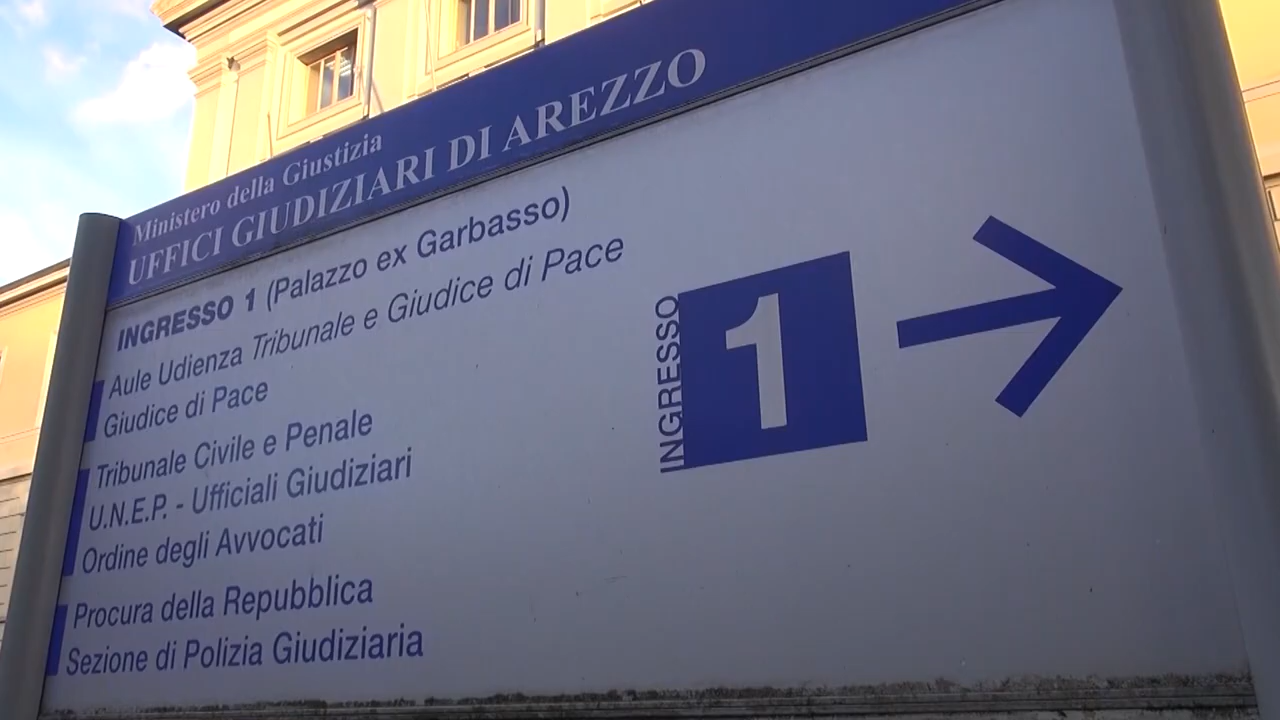 Ministero della Giustizia
UFFICI GIUDIZIARI DI AREZZO
INGRESSO 1 (Palazzo ex Garbasso)
Aule Udienza Tribunale e Giudice di Pace
Giudice di Pace
Tribunale Civile e Penale
U.N.E.P. - Ufficiali Giudiziari
Ordine degli Avvocati
Procura della Repubblica
Sezione di Polizia Giudiziaria
INGRESSO
1